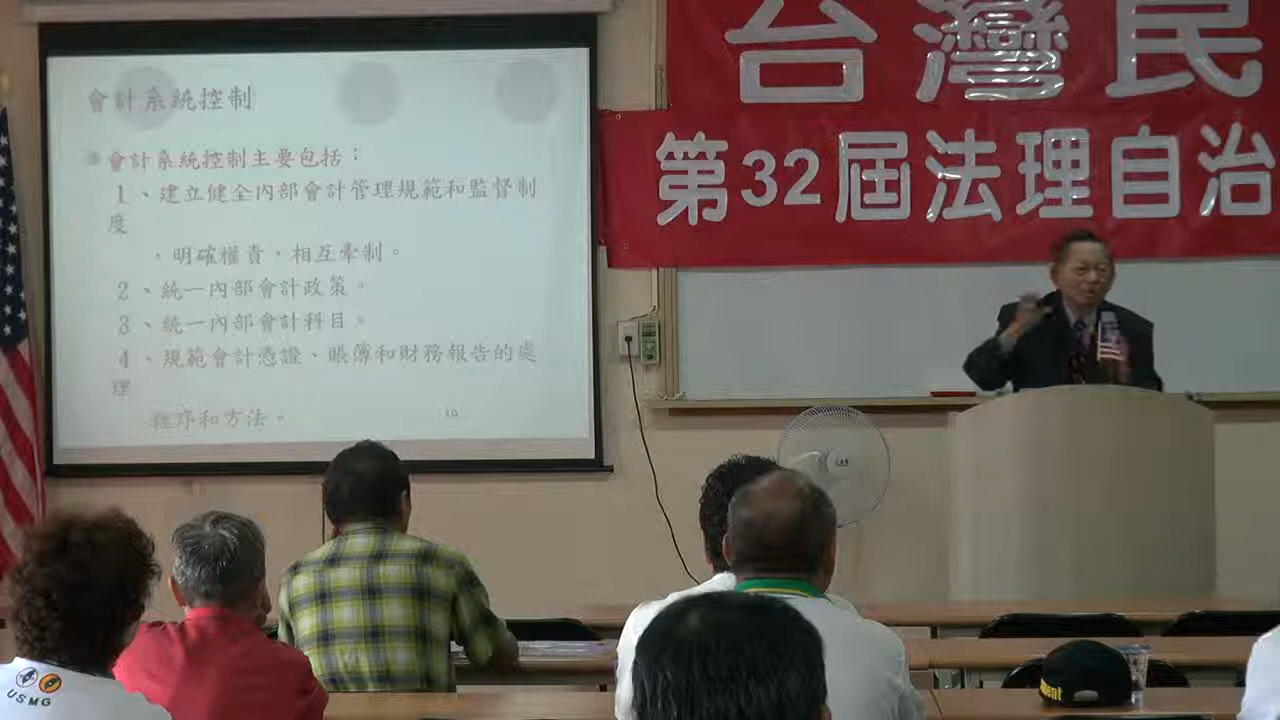 會計系統控制
會計系統控制主要包括：
1、建立健全內部會計管理規範和監督制
度
，明確權責，相互牽制。
2、統一內部會計政策。
3、統一內部會計科目。
4、規範會計憑證、賬簿和財務報告的處
理
程序和方法。
19
台灣民
第32屆法理自治
USMG